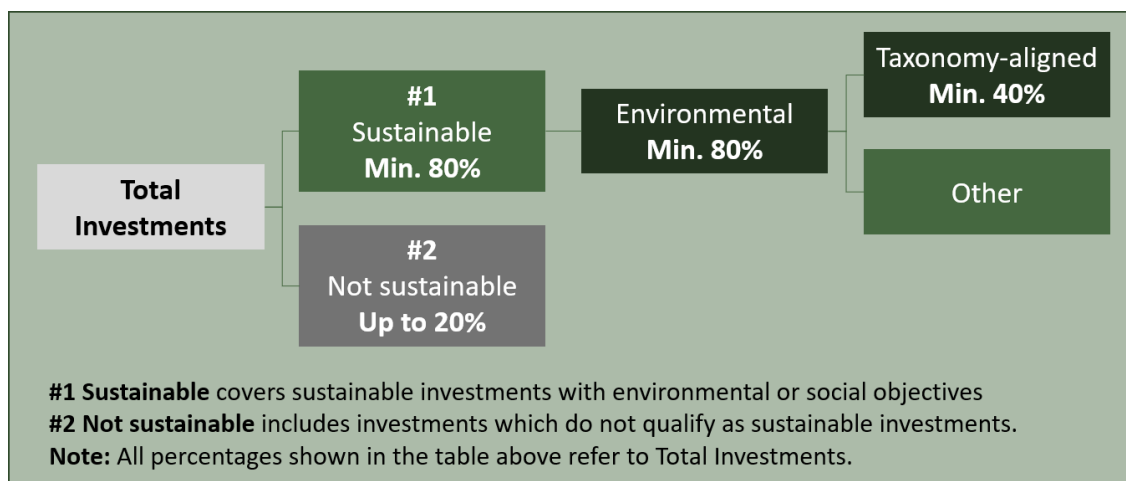 Total
Investments
#1
Sustainable
Min. 80%
#2
Not sustainable
Up to 20%
Environmental
Min. 80%
Taxonomy-aligned
Min. 40%
Other
#1 Sustainable covers sustainable investments with environmental or social objectives
#2 Not sustainable includes investments which do not qualify as sustainable investments.
Note: All percentages shown in the table above refer to Total Investments.